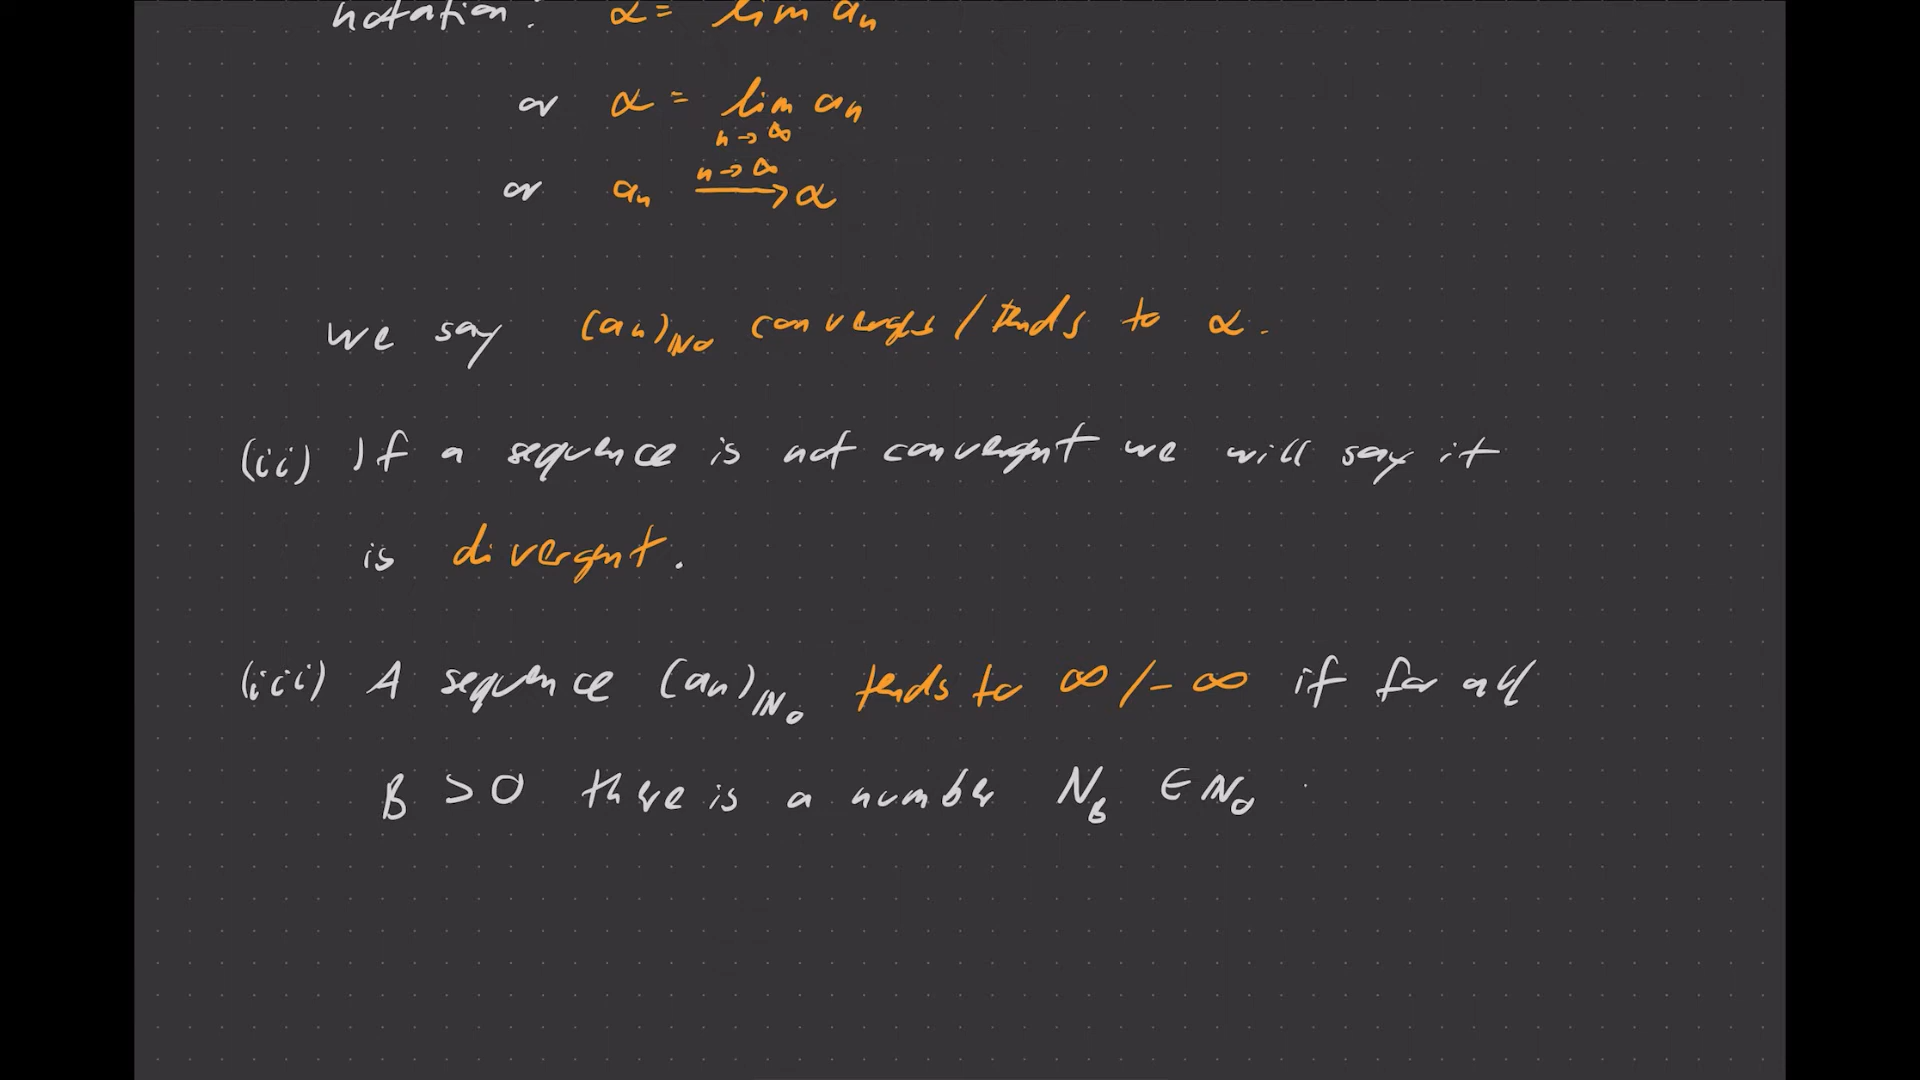 notation: α = lim aₙ
or α = lim aₙ
n → ∞
n → ∞
or aₙ ⟶ α
we say (aₙ)ℕ₀ converges / tends to α.
(ii) If a sequence is not convergent we will say it
is divergent.
(iii) A sequence (aₙ)ℕ₀ tends to ∞ / - ∞ if for all
B > 0 there is a number N_B ∈ ℕ₀